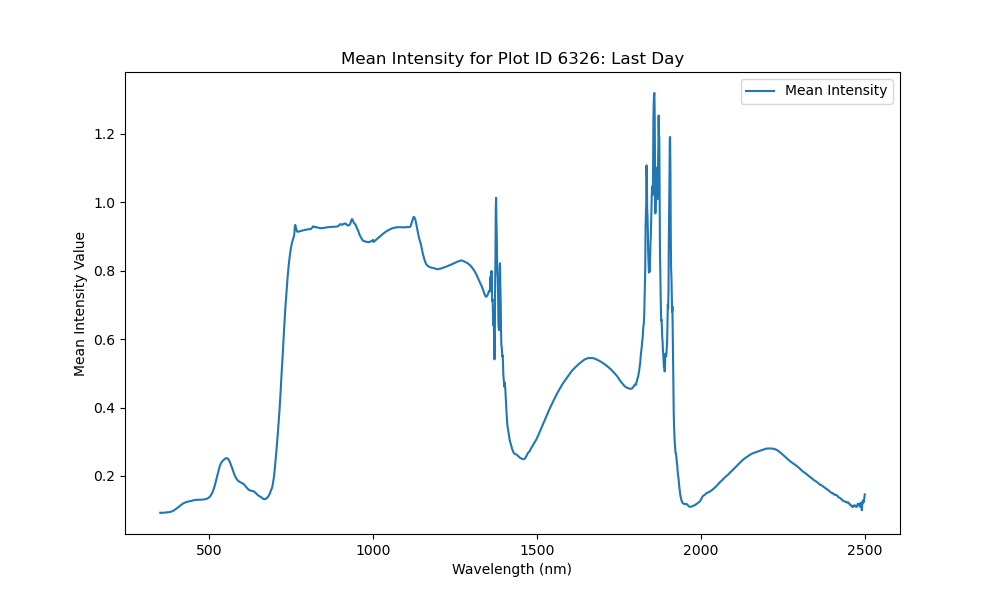 Mean Intensity for Plot ID 6326: Last Day
Mean Intensity
Mean Intensity Value
1.2
1.0
0.8
0.6
0.4
0.2
500
1000
1500
2000
2500
Wavelength (nm)